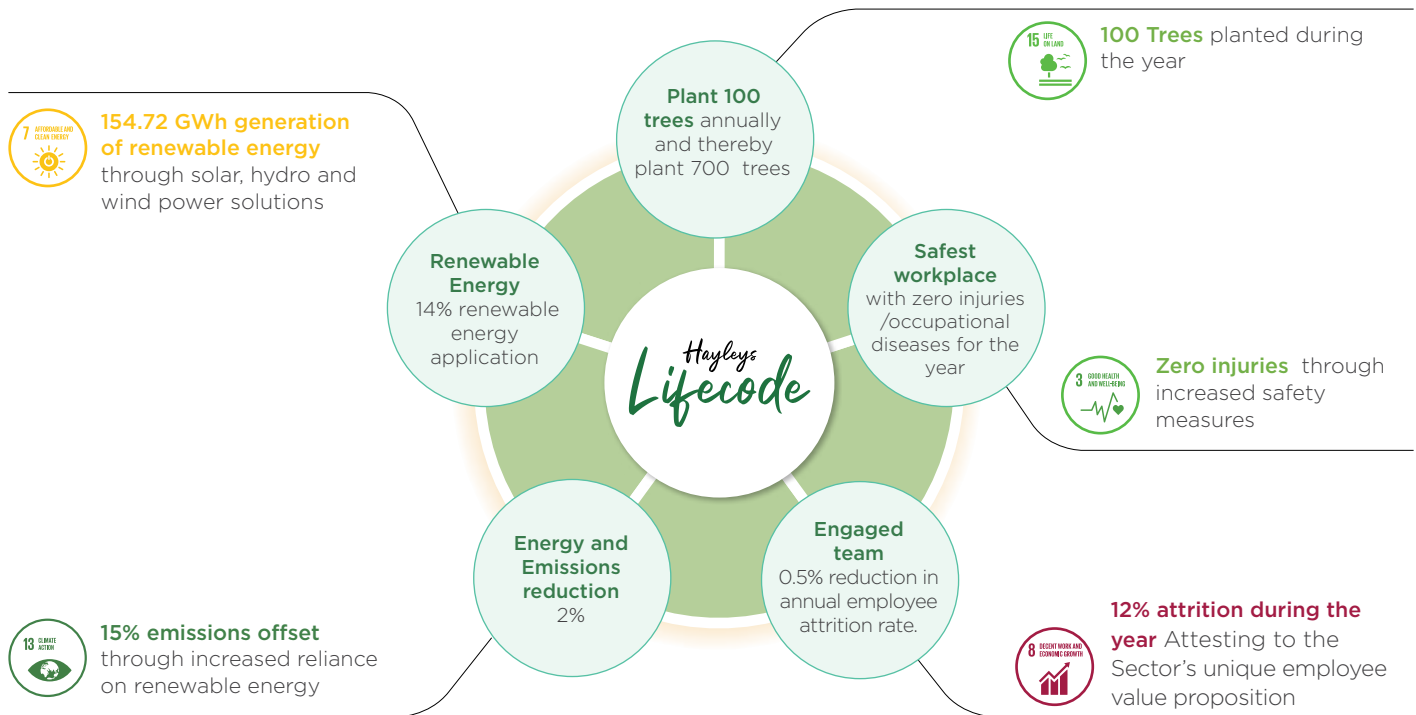 15 LIFE
ON LAND
100 Trees planted during
the year
Plant 100
trees annually
and thereby
plant 700 trees
7 AFFORDABLE AND
CLEAN ENERGY
154.72 GWh generation
of renewable energy
through solar, hydro and
wind power solutions
Renewable
Energy
14% renewable
energy
application
Safest
workplace
with zero injuries
/occupational
diseases for the
year
Hayleys
Lifecode
3 GOOD HEALTH
AND WELL-BEING
Zero injuries through
increased safety
measures
Energy and
Emissions
reduction
2%
Engaged
team
0.5% reduction in
annual employee
attrition rate.
13 CLIMATE
ACTION
15% emissions offset
through increased reliance
on renewable energy
8 DECENT WORK AND
ECONOMIC GROWTH
12% attrition during the
year Attesting to the
Sector’s unique employee
value proposition